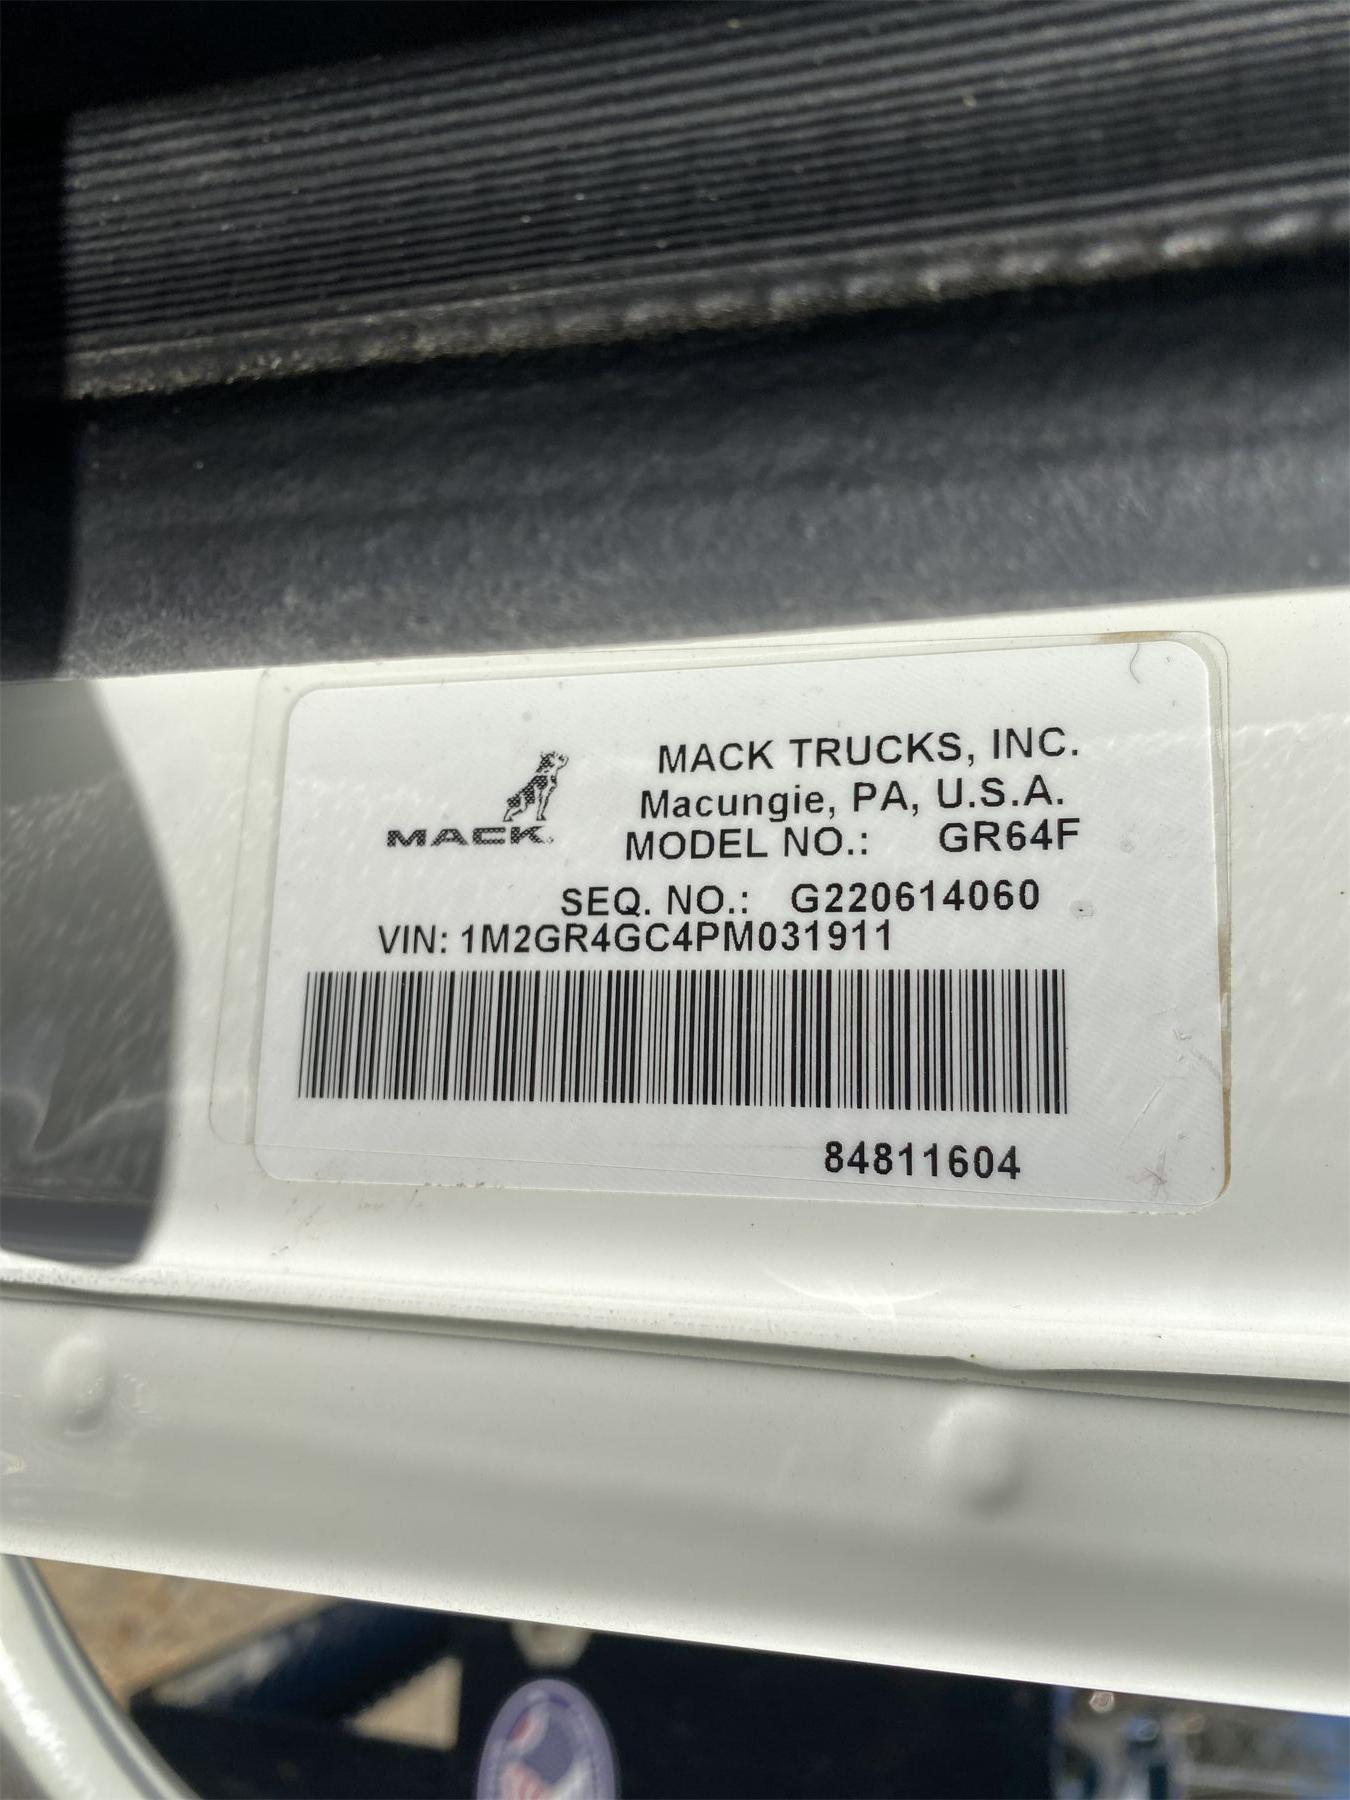 MACK
MACK TRUCKS, INC.
Macungie, PA, U.S.A.
MODEL NO.: GR64F
SEQ. NO.: G220614060
VIN: 1M2GR4GC4PM031911
84811604